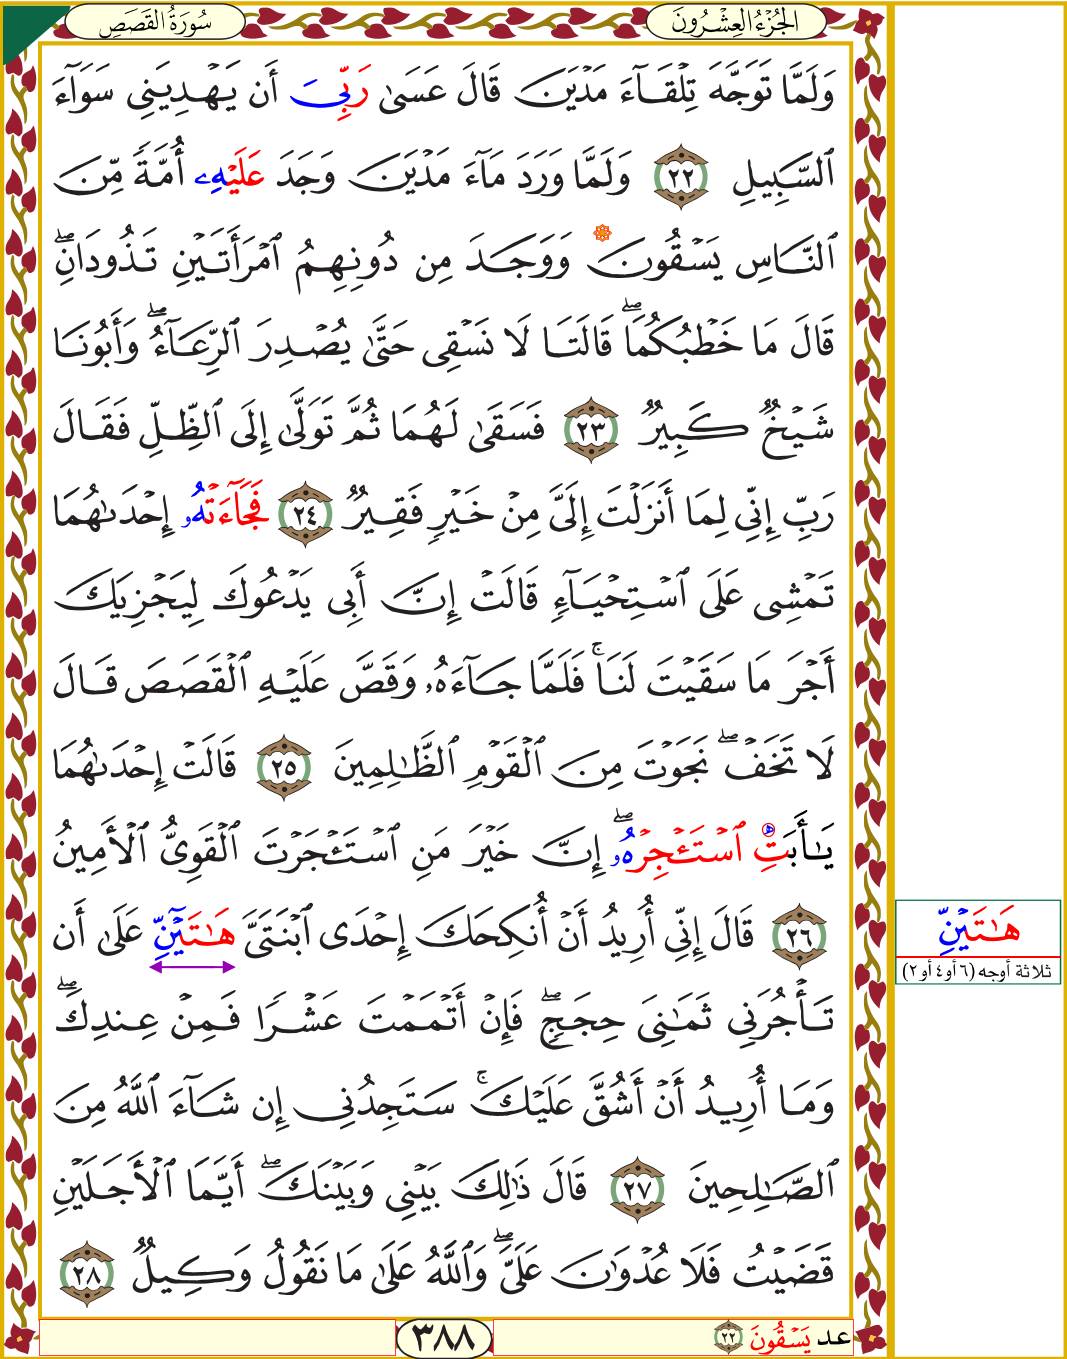 الجُزْءُ العِشْرُونَ
سُورَةُ القَصَصِ
وَلَمَّا تَوَجَّهَ تِلْقَآءَ مَدْيَنَ قَالَ عَسَىٰ رَبِّيَ أَن يَهْدِيَنِي سَوَآءَ
ٱلسَّبِيلِ ٢٢ وَلَمَّا وَرَدَ مَآءَ مَدْيَنَ وَجَدَ عَلَيْهِۦ أُمَّةً مِّنَ
ٱلنَّاسِ يَسْقُونَ ۞ وَوَجَدَ مِن دُونِهِمُ ٱمْرَأَتَيْنِ تَذُودَانِۖ
قَالَ مَا خَطْبُكُمَاۖ قَالَتَا لَا نَسْقِى حَتَّىٰ يُصْدِرَ ٱلرِّعَآءُۖ وَأَبُونَا
شَيْخٌ كَبِيرٌ ٢٣ فَسَقَىٰ لَهُمَا ثُمَّ تَوَلَّىٰ إِلَى ٱلظِّلِّ فَقَالَ
رَبِّ إِنِّى لِمَا أَنزَلْتَ إِلَىَّ مِنْ خَيْرٍ فَقِيرٌ ٢٤ فَجَآءَتْهُۥ إِحْدَىٰهُمَا
تَمْشِى عَلَى ٱسْتِحْيَآءٍ قَالَتْ إِنَّ أَبِى يَدْعُوكَ لِيَجْزِيَكَ
أَجْرَ مَا سَقَيْتَ لَنَاۚ فَلَمَّا جَآءَهُۥ وَقَصَّ عَلَيْهِ ٱلْقَصَصَ قَالَ
لَا تَخَفْۖ نَجَوْتَ مِنَ ٱلْقَوْمِ ٱلظَّٰلِمِينَ ٢٥ قَالَتْ إِحْدَىٰهُمَا
يَٰأَبَتِ ٱسْتَـْٔجِرْهُۥۖ إِنَّ خَيْرَ مَنِ ٱسْتَـْٔجَرْتَ ٱلْقَوِىُّ ٱلْأَمِينُ
٢٦ قَالَ إِنِّى أُرِيدُ أَنْ أُنكِحَكَ إِحْدَى ٱبْنَتَىَّ هَٰتَيْنِّ عَلَىٰ أَن
تَأْجُرَنِى ثَمَٰنِىَ حِجَجٍۖ فَإِنْ أَتْمَمْتَ عَشْرًا فَمِنْ عِندِكَۖ
وَمَا أُرِيدُ أَنْ أَشُقَّ عَلَيْكَۚ سَتَجِدُنِى إِن شَآءَ ٱللَّهُ مِنَ
ٱلصَّٰلِحِينَ ٢٧ قَالَ ذَٰلِكَ بَيْنِى وَبَيْنَكَۖ أَيَّمَا ٱلْأَجَلَيْنِ
قَضَيْتُ فَلَا عُدْوَٰنَ عَلَىَّۖ وَٱللَّهُ عَلَىٰ مَا نَقُولُ وَكِيلٌ ٢٨
هَٰتَيْنِّ
ثلاثة أوجه (٦ أو ٤ أو ٢)
عد يَسْقُونَ ٢٢
٣٨٨